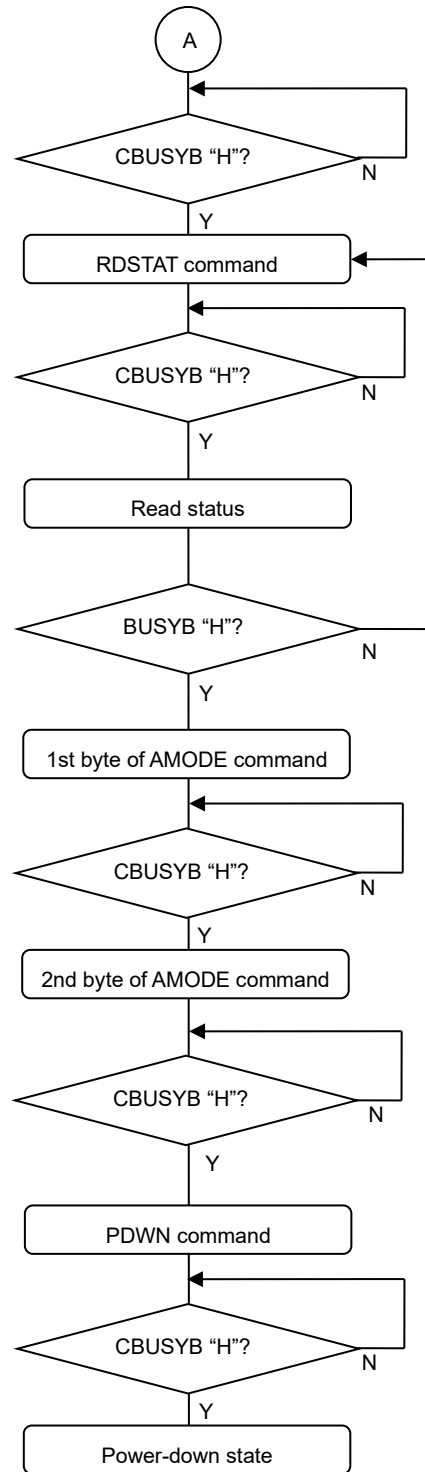 A
CBUSYB “H”?
N
Y
RDSTAT command
CBUSYB “H”?
N
Y
Read status
BUSYB “H”?
N
Y
1st byte of AMODE command
CBUSYB “H”?
N
Y
2nd byte of AMODE command
CBUSYB “H”?
N
Y
PDWN command
CBUSYB “H”?
N
Y
Power-down state